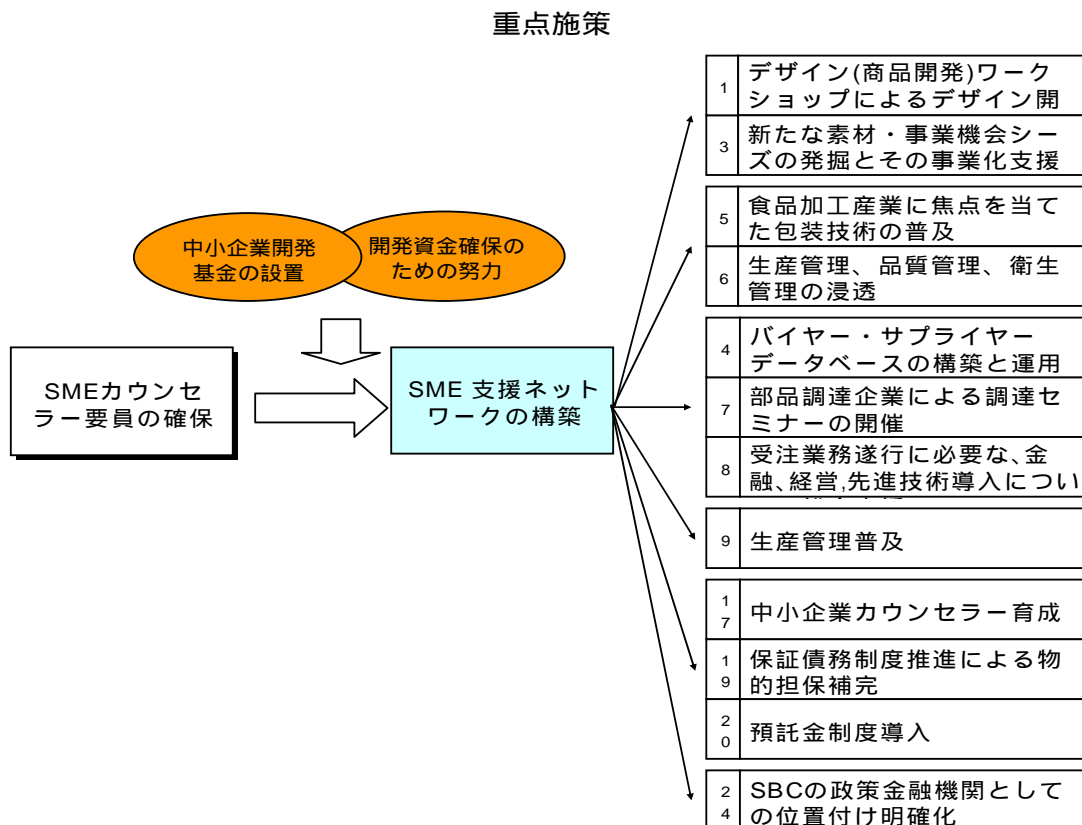 重点施策
中小企業開発
基金の設置
開発資金確保の
ための努力
SMEカウンセ
ラー要員の確保
SME 支援ネット
ワークの構築
1
デザイン(商品開発)ワーク
ショップによるデザイン開
3
新たな素材・事業機会シー
ズの発掘とその事業化支援
5
食品加工産業に焦点を当て
た包装技術の普及
6
生産管理、品質管理、衛生
管理の浸透
4
バイヤー・サプライヤー
データベースの構築と運用
7
部品調達企業による調達セ
ミナーの開催
8
受注業務遂行に必要な、金
融、経営,先進技術導入につい
9
生産管理普及
17
中小企業カウンセラー育成
19
保証債務制度推進による物
的担保補完
20
預託金制度導入
24
SBCの政策金融機関として
の位置付け明確化